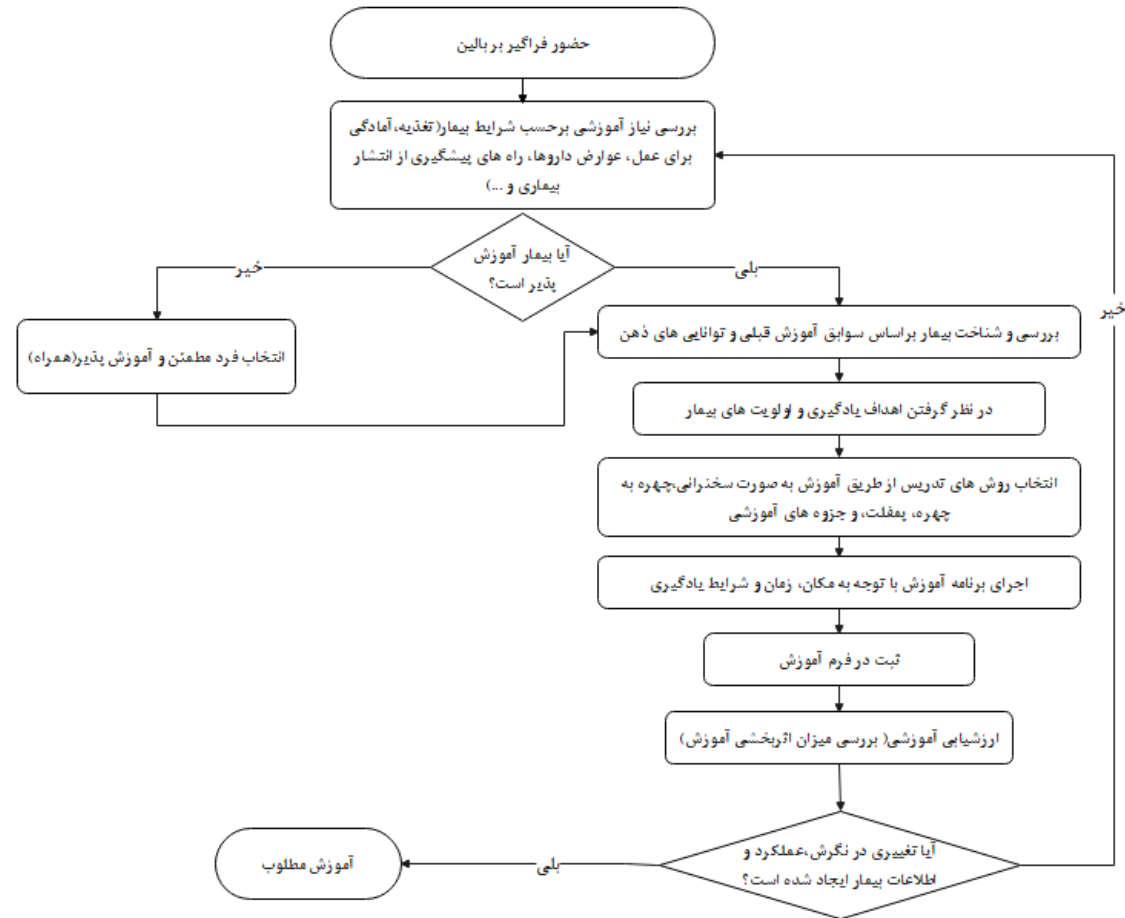 حضور فراگیر بر بالین
بررسی نیاز آموزشی برحسب شرایط بیمار(تغذیه،آمادگی
برای عمل، عوارض داروها، راه های پیشگیری از انتشار
بیماری و ...)
آیا بیمار آموزش
پذیر است؟
خیر
بلی
خیر
انتخاب فرد مطمئن و آموزش پذیر(همراه)
بررسی و شناخت بیمار براساس سوابق آموزش قبلی و توانایی های ذهن
در نظر گرفتن اهداف یادگیری و اولویت های بیمار
انتخاب روش های تدریس از طریق آموزش به صورت سخنرانی،چهره به
چهره، پمفلت، و جزوه های آموزشی
اجرای برنامه آموزش با توجه به مکان، زمان و شرایط یادگیری
ثبت در فرم آموزش
ارزشیابی آموزشی( بررسی میزان اثربخشی آموزش)
آیا تغییری در نگرش،عملکرد و
اطلاعات بیمار ایجاد شده است؟
بلی
آموزش مطلوب